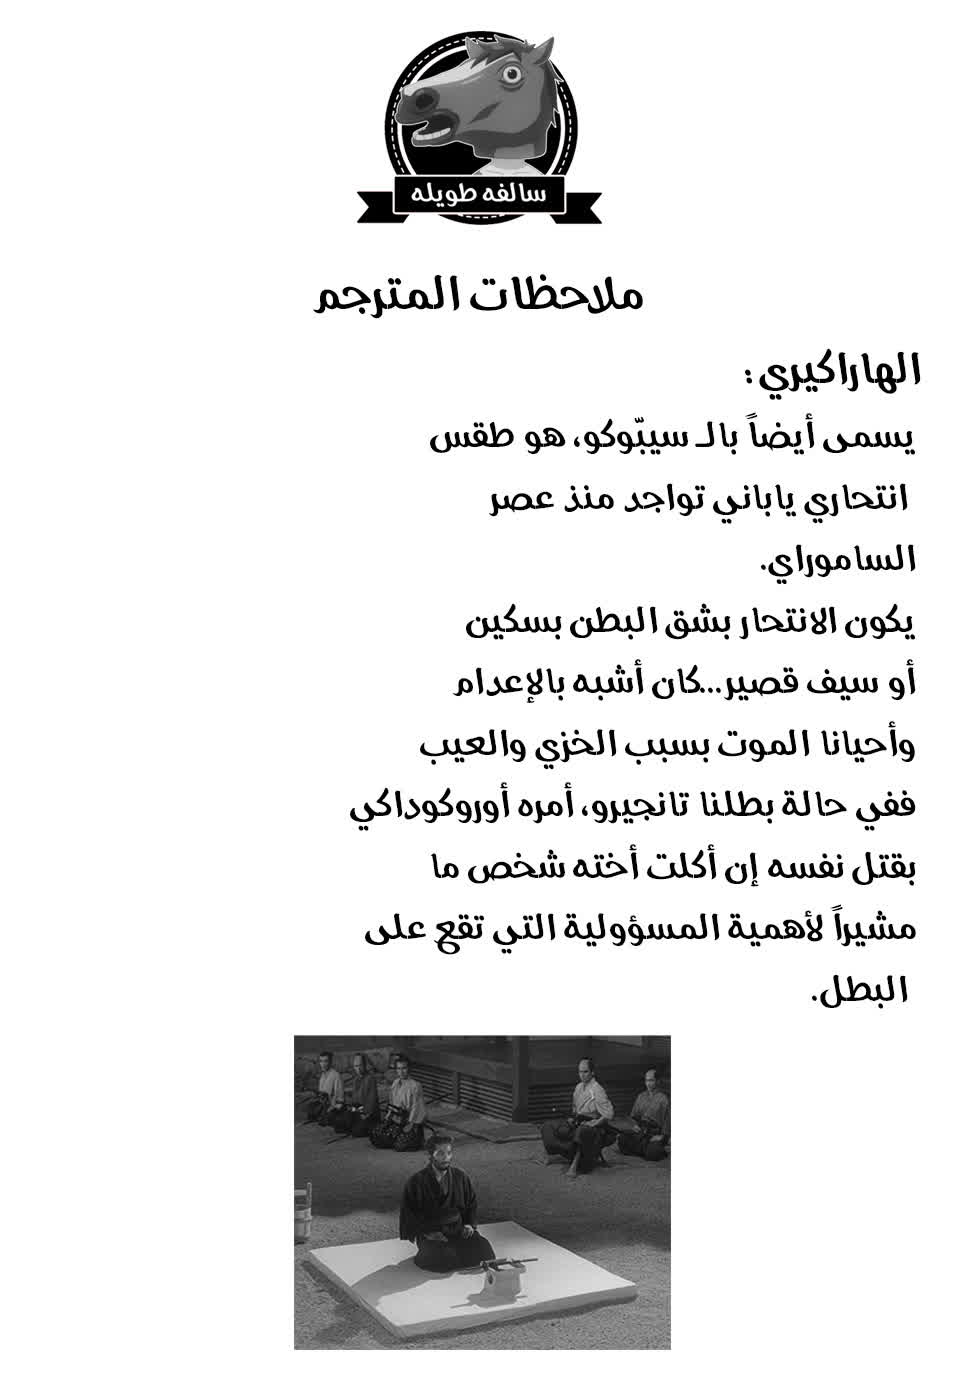 سالفه طويله
ملاحظات المترجم
الهاراكيري:
يسمى أيضاً بالـ سيبّوكو، هو طقس
انتحاري ياباني تواجد منذ عصر
الساموراي.
يكون الانتحار بشق البطن بسكين
أو سيف قصير...كان أشبه بالإعدام
وأحيانا الموت بسبب الخزي والعيب
ففي حالة بطلنا تانجيرو، أمره أوروكوداكي
بقتل نفسه إن أكلت أخته شخص ما
مشيراً لأهمية المسؤولية التي تقع على
البطل.